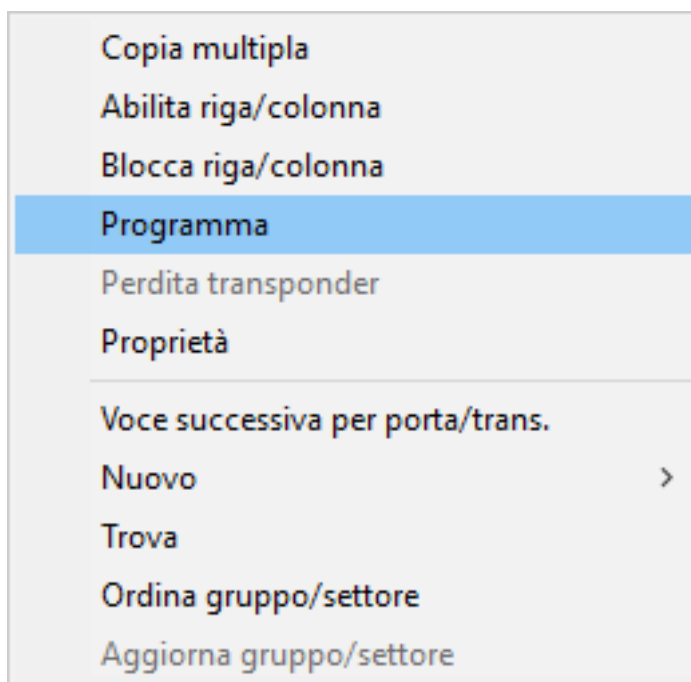 Copia multipla
Abilita riga/colonna
Blocca riga/colonna
Programma
Perdita transponder
Proprietà
Voce successiva per porta/trans.
Nuovo
Trova
Ordina gruppo/settore
Aggiorna gruppo/settore